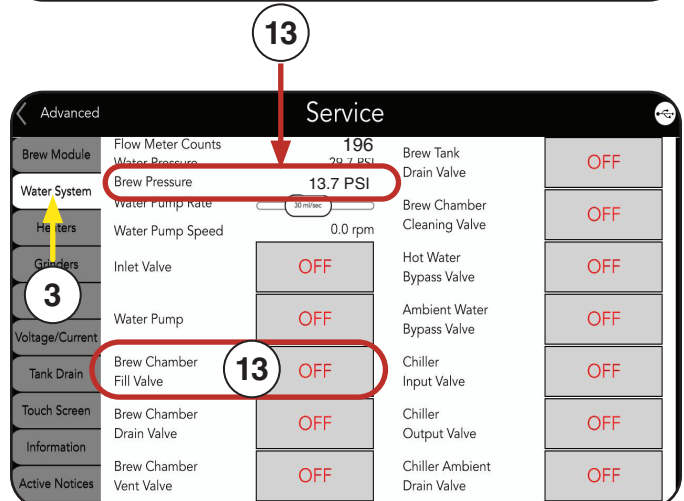 13
Advanced
Service
Brew Module
Water System
Heaters
Grinders
3
Voltage/Current
Tank Drain
Touch Screen
Information
Active Notices
Flow Meter Counts 196
Water Pressure 29.7 PSI
Brew Pressure 13.7 PSI
Water Pump Rate 30 ml/sec
Water Pump Speed 0.0 rpm
Inlet Valve OFF
Water Pump OFF
Brew Chamber
Fill Valve 13 OFF
Brew Chamber
Drain Valve OFF
Brew Chamber
Vent Valve OFF
Brew Tank
Drain Valve OFF
Brew Chamber
Cleaning Valve OFF
Hot Water
Bypass Valve OFF
Ambient Water
Bypass Valve OFF
Chiller
Input Valve OFF
Chiller
Output Valve OFF
Chiller Ambient
Drain Valve OFF